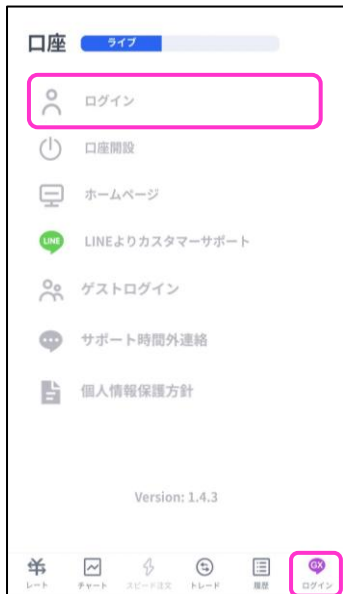 口座 ライブ
ログイン
口座開設
ホームページ
LINE LINEよりカスタマーサポート
ゲストログイン
サポート時間外連絡
個人情報保護方針
Version: 1.4.3
GX
レート チャート スピード注文 トレード 履歴 ログイン